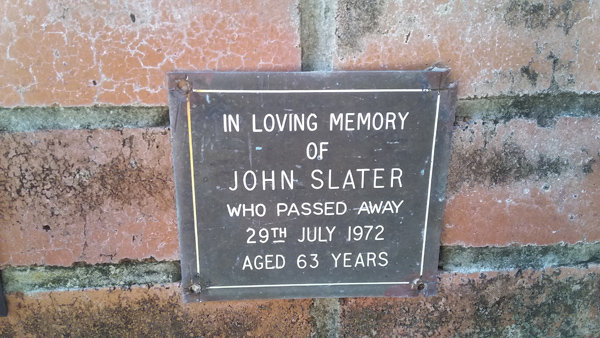 IN LOVING MEMORY
OF
JOHN SLATER
WHO PASSED AWAY
29TH JULY 1972
AGED 63 YEARS